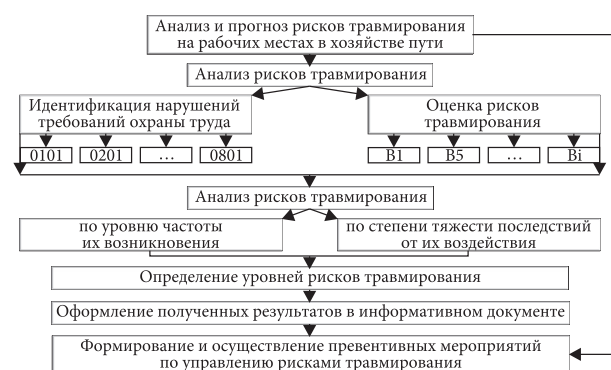 Анализ и прогноз рисков травмирования
на рабочих местах в хозяйстве пути
Анализ рисков травмирования
Идентификация нарушений
требований охраны труда
Оценка рисков
травмирования
0101 0201 … 0801 В1 В5 … Вi
Анализ рисков травмирования
по уровню частоты
их возникновения
по степени тяжести последствий
от их воздействия
Определение уровней рисков травмирования
Оформление полученных результатов в информативном документе
Формирование и осуществление превентивных мероприятий
по управлению рисками травмирования